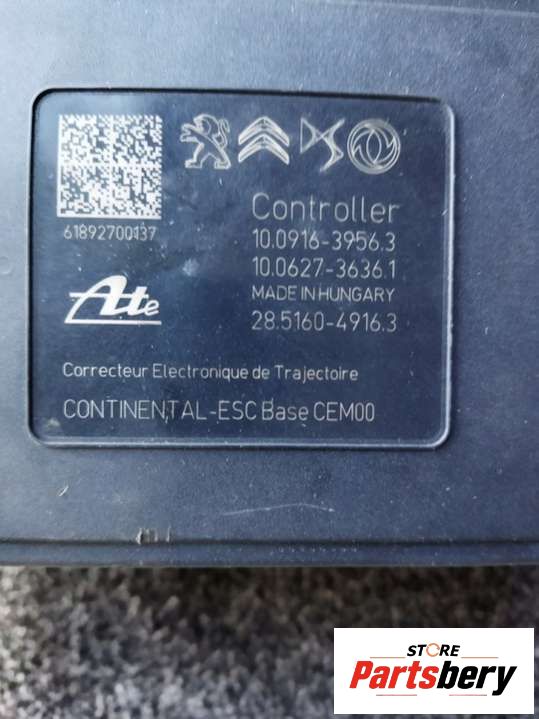 61892700137
Controller
10.0916-3956.3
10.0627-3636.1
MADE IN HUNGARY
28.5160-4916.3
Ate
Correcteur Electronique de Trajectoire
CONTINENTAL-ESC Base CEM00
STORE
Partsbery